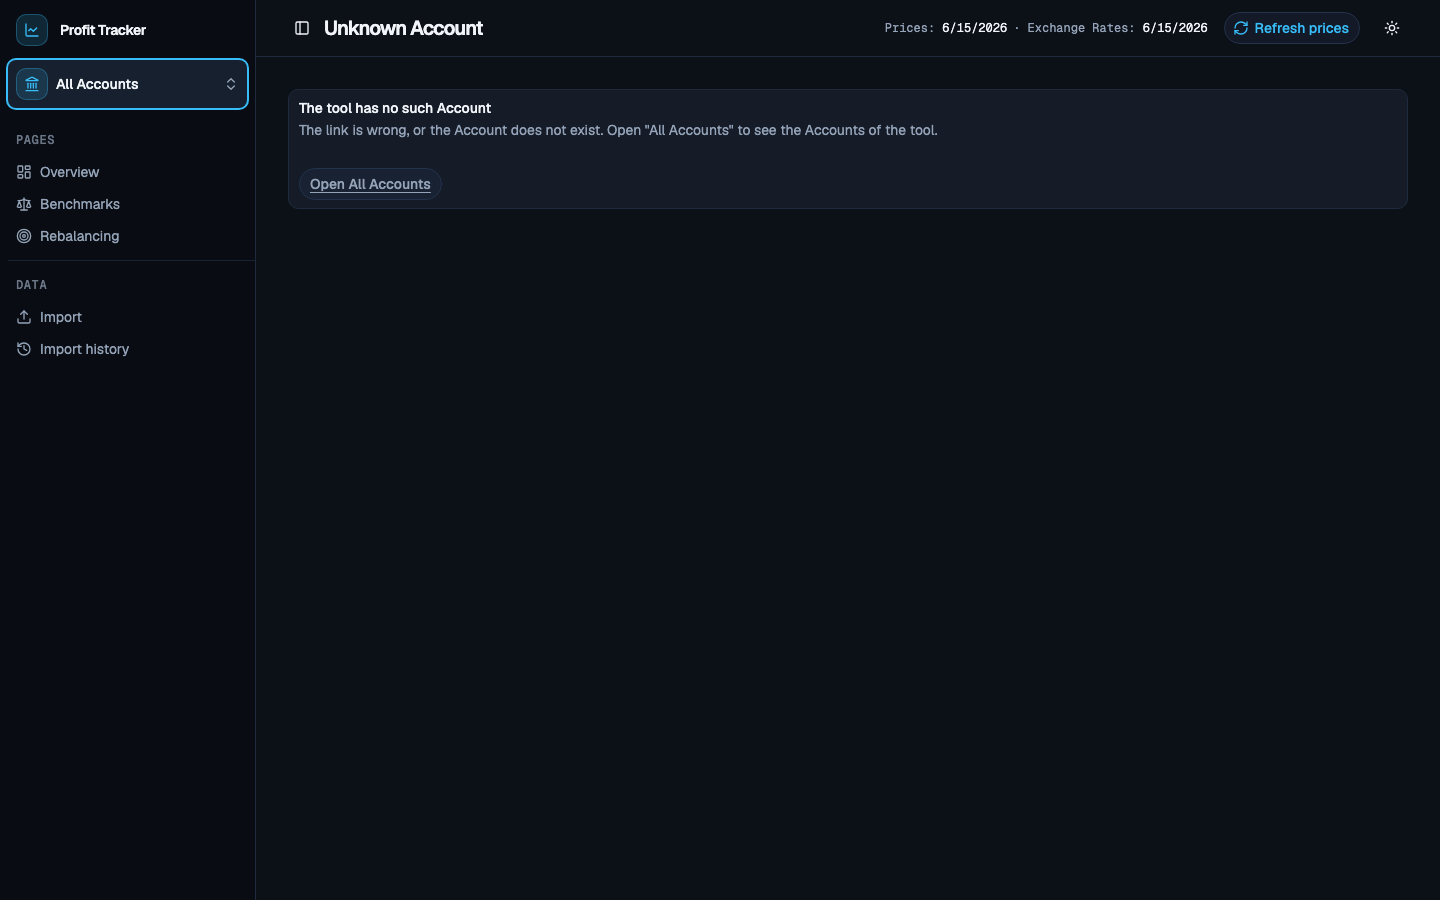 Profit Tracker
All Accounts
PAGES
Overview
Benchmarks
Rebalancing
DATA
Import
Import history
Unknown Account
Prices: 6/15/2026 · Exchange Rates: 6/15/2026
Refresh prices
The tool has no such Account
The link is wrong, or the Account does not exist. Open "All Accounts" to see the Accounts of the tool.
Open All Accounts